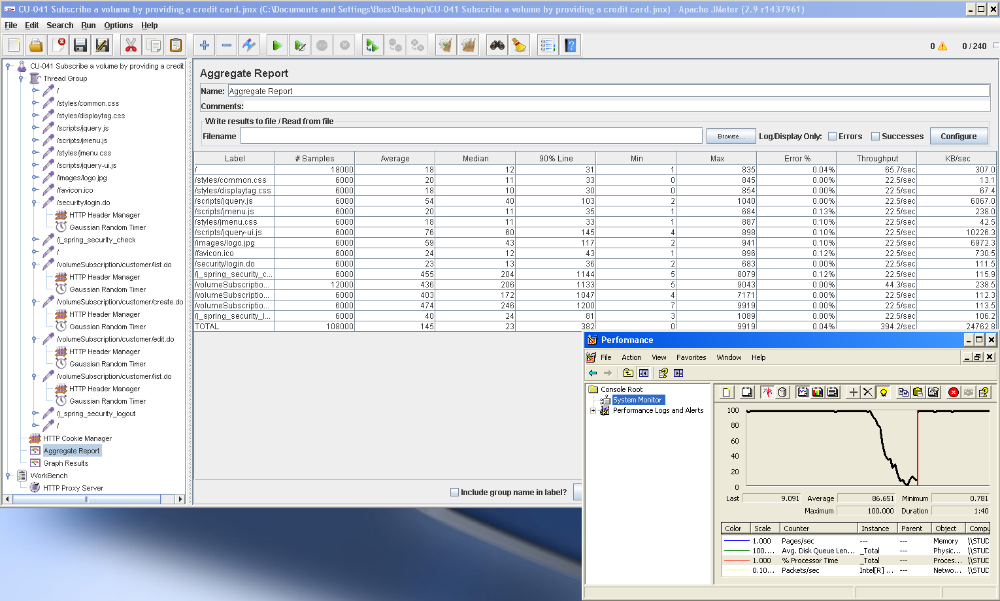 CU-041 Subscribe a volume by providing a credit card.jmx (C:\Documents and Settings\Boss\Desktop\CU-041 Subscribe a volume by providing a credit card.jmx) - Apache JMeter (2.9 r1437961)
File Edit Search Run Options Help
0 0 / 240
CU-041 Subscribe a volume by providing a credit
Thread Group
/
/styles/common.css
/styles/displaytag.css
/scripts/jquery.js
/scripts/jmenu.js
/styles/jmenu.css
/scripts/jquery-ui.js
/images/logo.jpg
/favicon.ico
/security/login.do
HTTP Header Manager
Gaussian Random Timer
/j_spring_security_check
/
/volumeSubscription/customer/list.do
HTTP Header Manager
Gaussian Random Timer
/volumeSubscription/customer/create.do
HTTP Header Manager
Gaussian Random Timer
/volumeSubscription/customer/edit.do
HTTP Header Manager
Gaussian Random Timer
/volumeSubscription/customer/list.do
HTTP Header Manager
Gaussian Random Timer
/j_spring_security_logout
/
HTTP Cookie Manager
Aggregate Report
Graph Results
WorkBench
HTTP Proxy Server
Aggregate Report
Name: Aggregate Report
Comments:
Write results to file / Read from file
Filename Browse... Log/Display Only: Errors Successes Configure
Label # Samples Average Median 90% Line Min Max Error % Throughput KB/sec
/ 18000 18 12 31 1 835 0.04% 65.7/sec 307.0
/styles/common.css 6000 20 11 33 0 845 0.00% 22.5/sec 13.1
/styles/displaytag.css 6000 18 10 30 0 854 0.00% 22.5/sec 67.4
/scripts/jquery.js 6000 54 40 103 2 1040 0.00% 22.5/sec 6067.0
/scripts/jmenu.js 6000 20 11 35 1 684 0.13% 22.5/sec 238.0
/styles/jmenu.css 6000 18 11 33 1 887 0.10% 22.5/sec 42.5
/scripts/jquery-ui.js 6000 76 60 145 4 898 0.10% 22.5/sec 10226.3
/images/logo.jpg 6000 59 43 117 2 941 0.10% 22.5/sec 6972.3
/favicon.ico 6000 24 12 43 1 896 0.12% 22.5/sec 730.5
/security/login.do 6000 23 13 36 2 683 0.00% 22.5/sec 111.5
/j_spring_security_c... 6000 455 204 1144 5 8079 0.12% 22.5/sec 115.9
/volumeSubscriptio... 12000 436 206 1133 5 9043 0.00% 44.3/sec 238.5
/volumeSubscriptio... 6000 403 172 1047 4 7171 0.00% 22.5/sec 112.3
/volumeSubscriptio... 6000 474 246 1200 7 9919 0.00% 22.5/sec 113.5
/j_spring_security_l... 6000 40 24 81 3 1089 0.00% 22.5/sec 106.2
TOTAL 108000 145 23 382 0 9919 0.04% 394.2/sec 24762.8
Include group name in label?
Performance
File Action View Favorites Window Help
Console Root
System Monitor
Performance Logs and Alerts
100
80
60
40
20
0
Last 9.091 Average 86.651 Minimum 0.781
Maximum 100.000 Duration 1:40
Color Scale Counter Instance Parent Object Compu
1.000 Pages/sec --- --- Memory \\STUD
100.... Avg. Disk Queue Len... _Total --- Physic... \\STUD
1.000 % Processor Time _Total --- Proces... \\STUD
0.10... Packets/sec Intel[R] ... --- Netwo... \\STUD